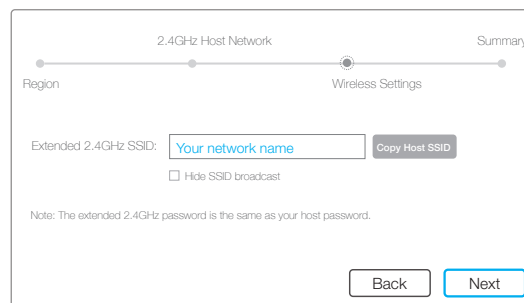 2.4GHz Host Network Summary
Region Wireless Settings
Extended 2.4GHz SSID: Your network name Copy Host SSID
Hide SSID broadcast
Note: The extended 2.4GHz password is the same as your host password.
Back Next